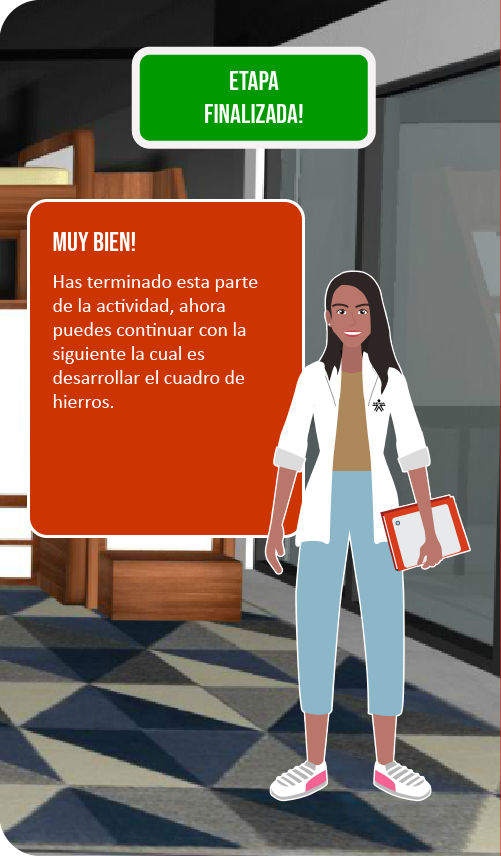 ETAPA
FINALIZADA!
MUY BIEN!
Has terminado esta parte
de la actividad, ahora
puedes continuar con la
siguiente la cual es
desarrollar el cuadro de
hierros.